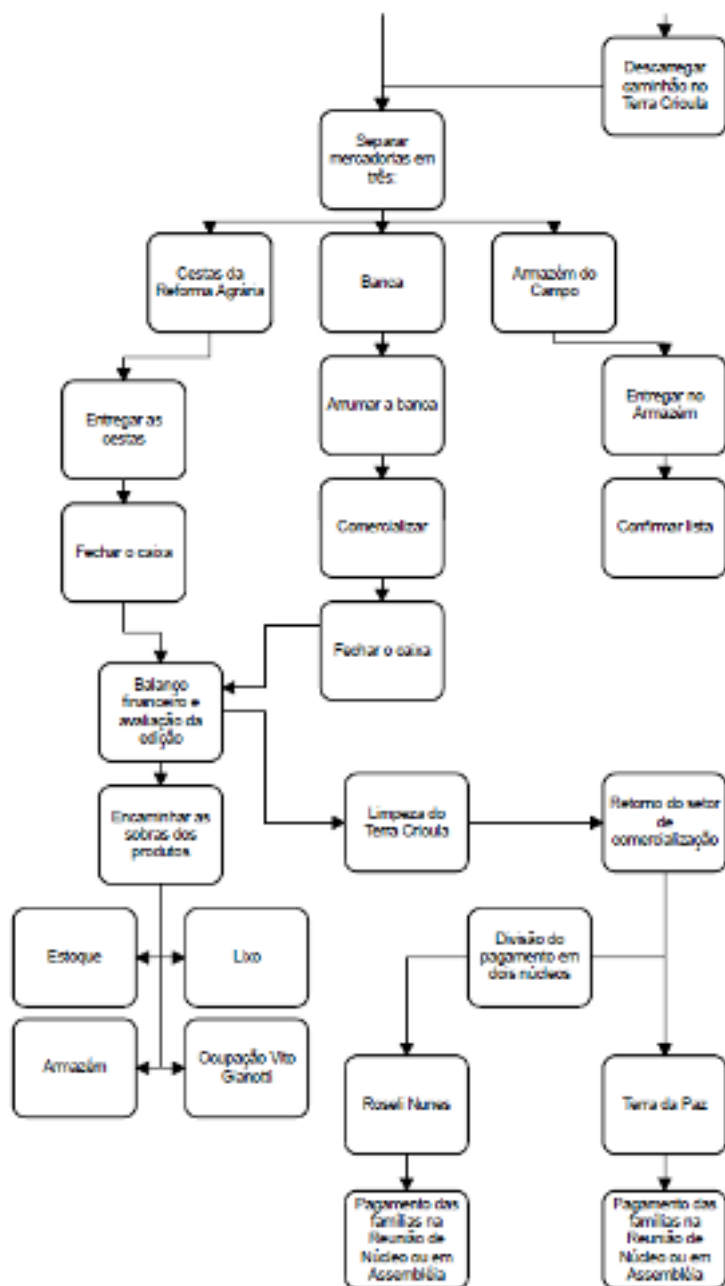 Descarregar
caminhão no
Terra Crioula
Separar
mercadorias em
três:
Cestas da
Reforma Agrária
Banca
Armazém do
Campo
Entregar as
cestas
Arrumar a banca
Entregar no
Armazém
Fechar o caixa
Comercializar
Confirmar lista
Fechar o caixa
Balanço
financeiro e
avaliação da
edição
Encaminhar as
sobras dos
produtos
Limpeza do
Terra Crioula
Retorno do setor
de
comercialização
Estoque
Lixo
Divisão do
pagamento em
dois núcleos
Armazém
Ocupação Vito
Gianotti
Roseli Nunes
Terra da Paz
Pagamento das
famílias na
Reunião de
Núcleo ou em
Assembléia
Pagamento das
famílias na
Reunião de
Núcleo ou em
Assembléia